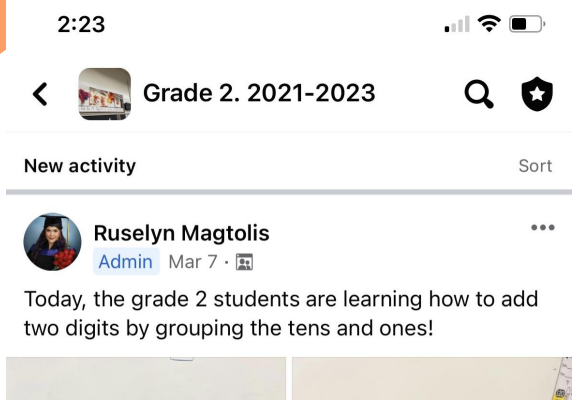 2:23
Grade 2. 2021-2023
New activity
Sort
Ruselyn Magtolis
Admin Mar 7 ·
Today, the grade 2 students are learning how to add
two digits by grouping the tens and ones!